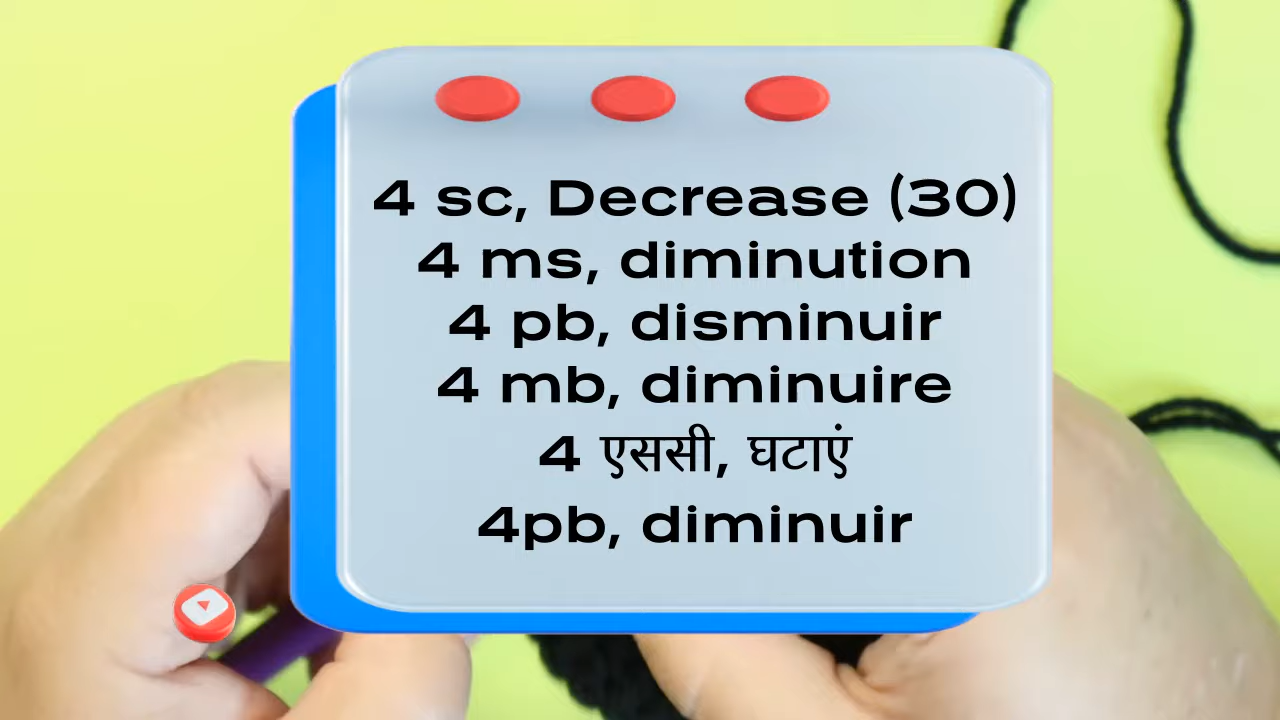 4 sc, Decrease (30)
4 ms, diminution
4 pb, disminuir
4 mb, diminuire
4 एससी, घटाएं
4pb, diminuir